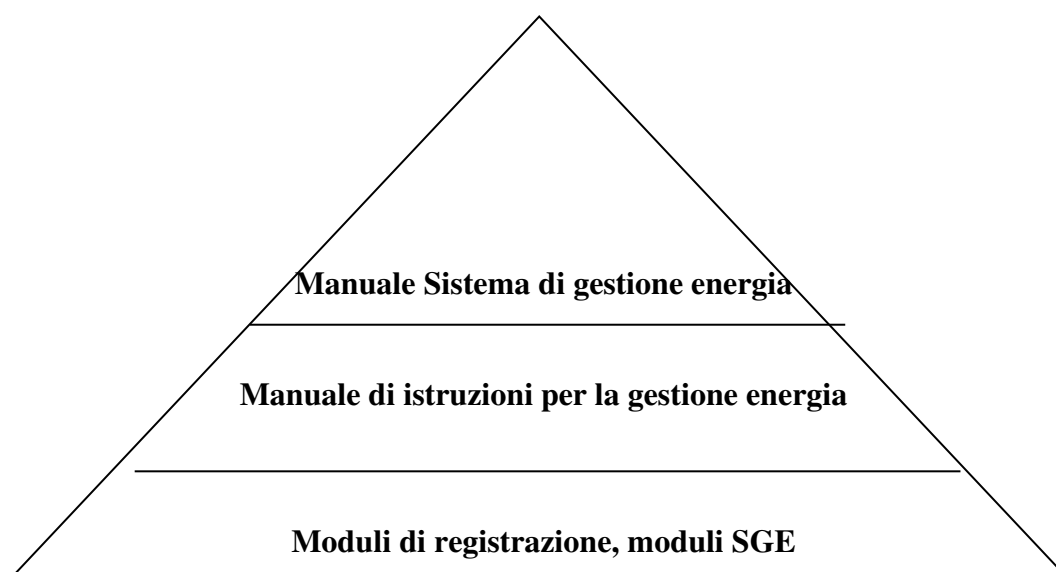 Manuale Sistema di gestione energia
Manuale di istruzioni per la gestione energia
Moduli di registrazione, moduli SGE